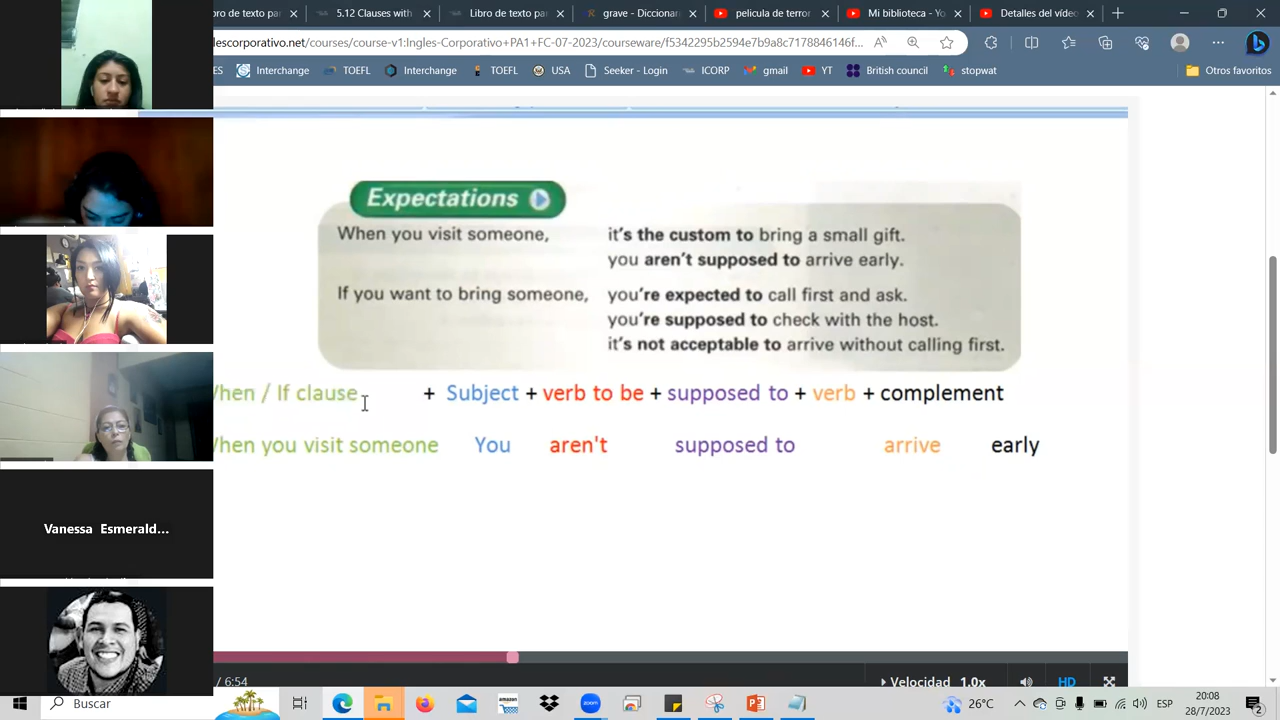 ro de texto pa
5.12 Clauses with
Libro de texto par
grave - Diccionar
pelicula de terror
Mi biblioteca - Yo
Detalles del vídeo
lescorporativo.net/courses/course-v1:Ingles-Corporativo+PA1+FC-07-2023/courseware/f5342295b2594e7b9a8c7178846146f...
ES
Interchange
TOEFL
Interchange
TOEFL
USA
Seeker - Login
ICORP
gmail
YT
British council
stopwat
Otros favoritos
Expectations
When you visit someone, it's the custom to bring a small gift.
you aren't supposed to arrive early.
If you want to bring someone, you're expected to call first and ask.
you're supposed to check with the host.
it's not acceptable to arrive without calling first.
When / If clause + Subject + verb to be + supposed to + verb + complement
When you visit someone You aren't supposed to arrive early
Vanessa Esmerald...
/ 6:54
Velocidad 1.0x
HD
Buscar
amazon
zoom
26°C
ESP
20:08
28/7/2023
2